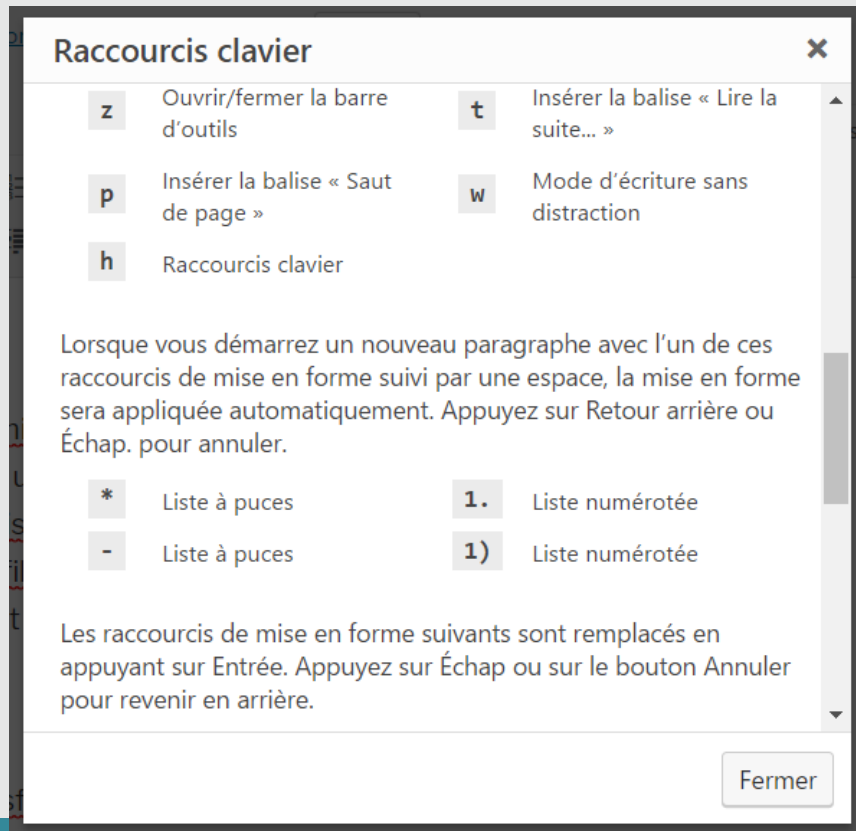 Raccourcis clavier
z Ouvrir/fermer la barre d’outils
t Insérer la balise « Lire la suite... »
p Insérer la balise « Saut de page »
w Mode d’écriture sans distraction
h Raccourcis clavier
Lorsque vous démarrez un nouveau paragraphe avec l’un de ces
raccourcis de mise en forme suivi par une espace, la mise en forme
sera appliquée automatiquement. Appuyez sur Retour arrière ou
Échap. pour annuler.
* Liste à puces
1. Liste numérotée
- Liste à puces
1) Liste numérotée
Les raccourcis de mise en forme suivants sont remplacés en
appuyant sur Entrée. Appuyez sur Échap ou sur le bouton Annuler
pour revenir en arrière.
Fermer